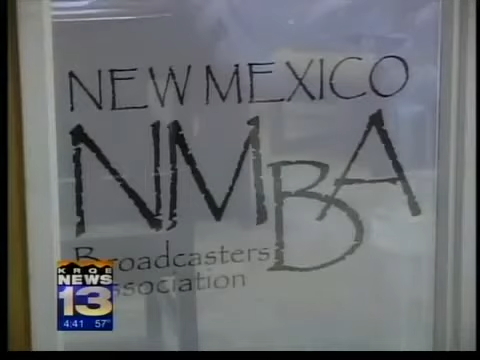 NEW MEXICO
NMBA
Broadcasters
Association
KRQE
NEWS
13
4:41 57°